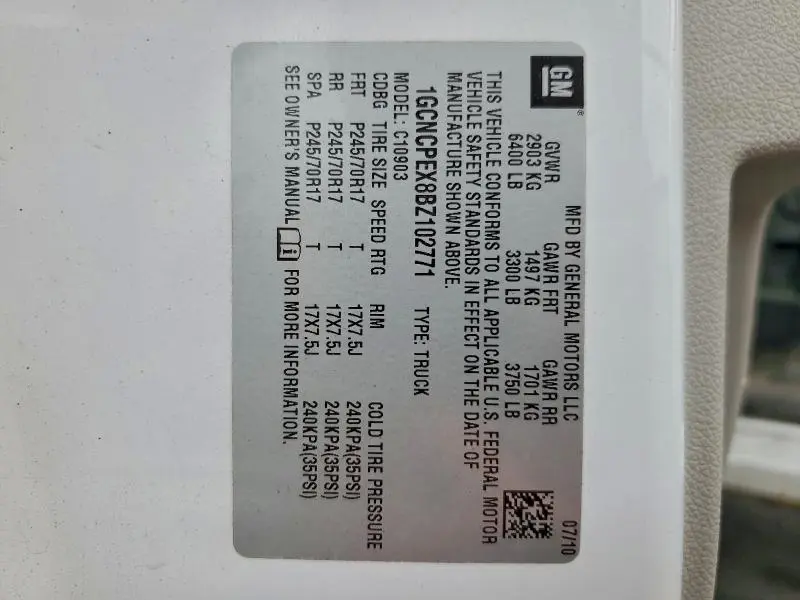 GM ®
MFD BY GENERAL MOTORS LLC 07/10
GVWR GAWR FRT GAWR RR
2903 KG 1497 KG 1701 KG
6400 LB 3300 LB 3750 LB
THIS VEHICLE CONFORMS TO ALL APPLICABLE U.S. FEDERAL MOTOR
VEHICLE SAFETY STANDARDS IN EFFECT ON THE DATE OF
MANUFACTURE SHOWN ABOVE.
1GCNCPEX8BZ102771 TYPE: TRUCK
MODEL: C10903
CDBG TIRE SIZE SPEED RTG RIM COLD TIRE PRESSURE
FRT P245/70R17 T 17X7.5J 240KPA(35PSI)
RR P245/70R17 T 17X7.5J 240KPA(35PSI)
SPA P245/70R17 T 17X7.5J 240KPA(35PSI)
SEE OWNER'S MANUAL i FOR MORE INFORMATION.